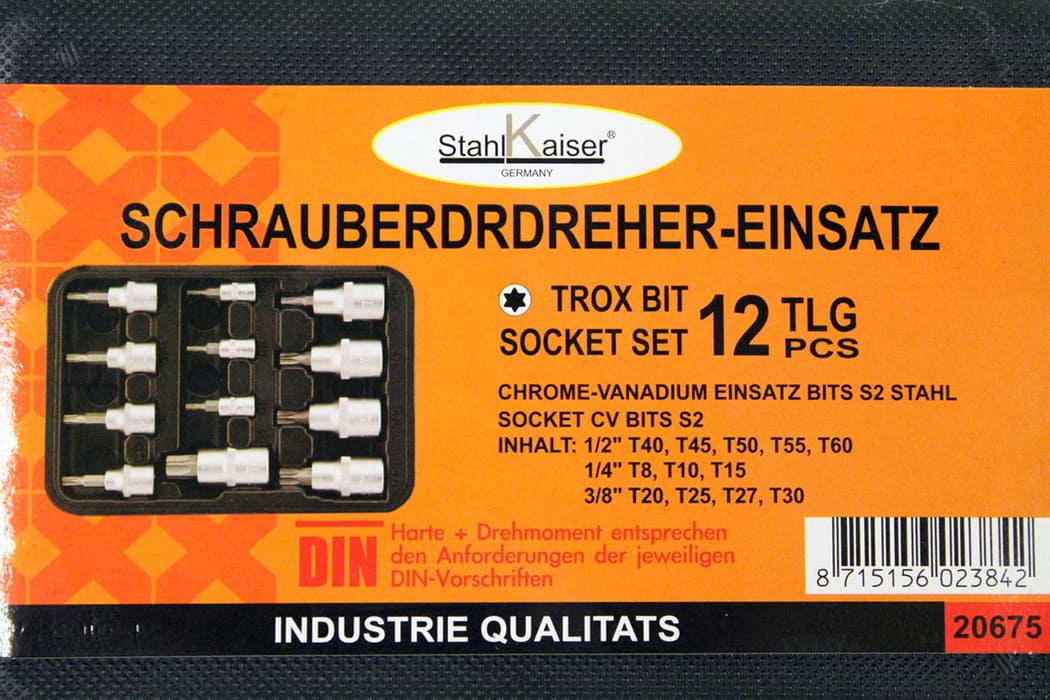 StahlKaiser®
GERMANY
SCHRAUBERDRDREHER-EINSATZ
TROX BIT
SOCKET SET
12 TLG
PCS
CHROME-VANADIUM EINSATZ BITS S2 STAHL
SOCKET CV BITS S2
INHALT: 1/2" T40, T45, T50, T55, T60
1/4" T8, T10, T15
3/8" T20, T25, T27, T30
DIN
Harte + Drehmoment entsprechen
den Anforderungen der jeweiligen
DIN-Vorschriften
8 715156 023842
INDUSTRIE QUALITATS
20675